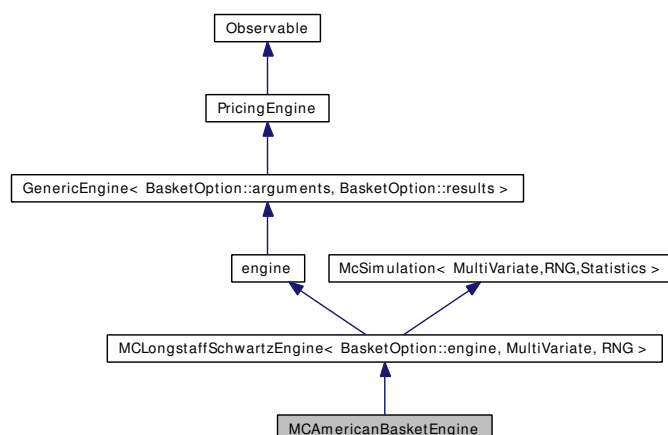 Observable
PricingEngine
GenericEngine< BasketOption::arguments, BasketOption::results >
engine
McSimulation< MultiVariate,RNG,Statistics >
MCLongstaffSchwartzEngine< BasketOption::engine, MultiVariate, RNG >
MCAmericanBasketEngine